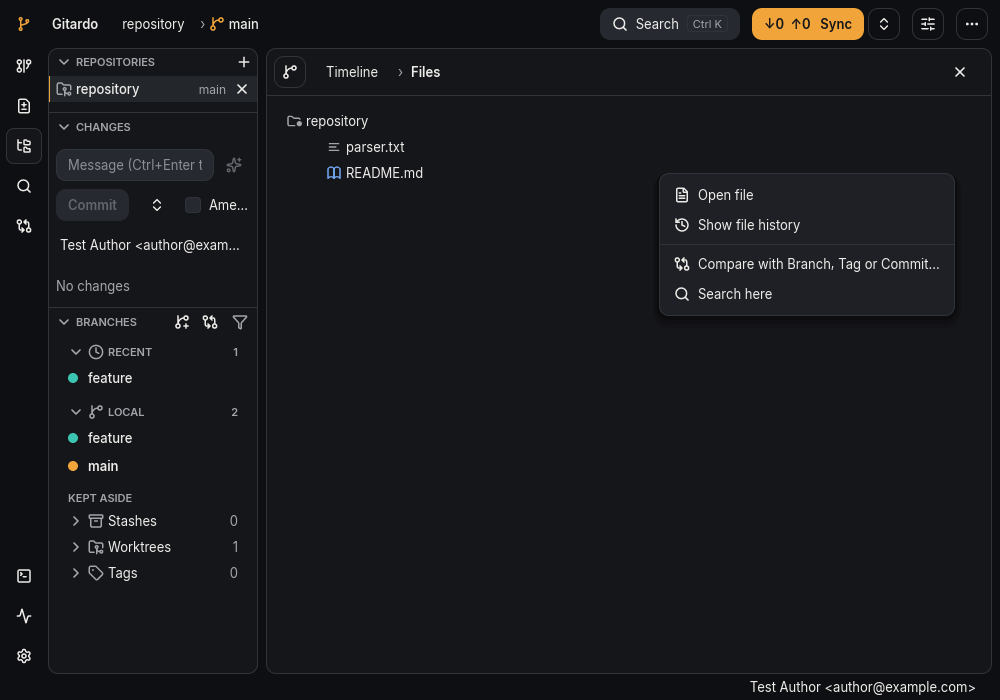 Gitardo repository › main Search Ctrl K ↓0 ↑0 Sync
REPOSITORIES
repository main
CHANGES
Message (Ctrl+Enter t
Commit Ame...
Test Author <author@exam...
No changes
BRANCHES
RECENT 1
feature
LOCAL 2
feature
main
KEPT ASIDE
Stashes 0
Worktrees 1
Tags 0
Timeline › Files
repository
parser.txt
README.md
Open file
Show file history
Compare with Branch, Tag or Commit...
Search here
Test Author <author@example.com>